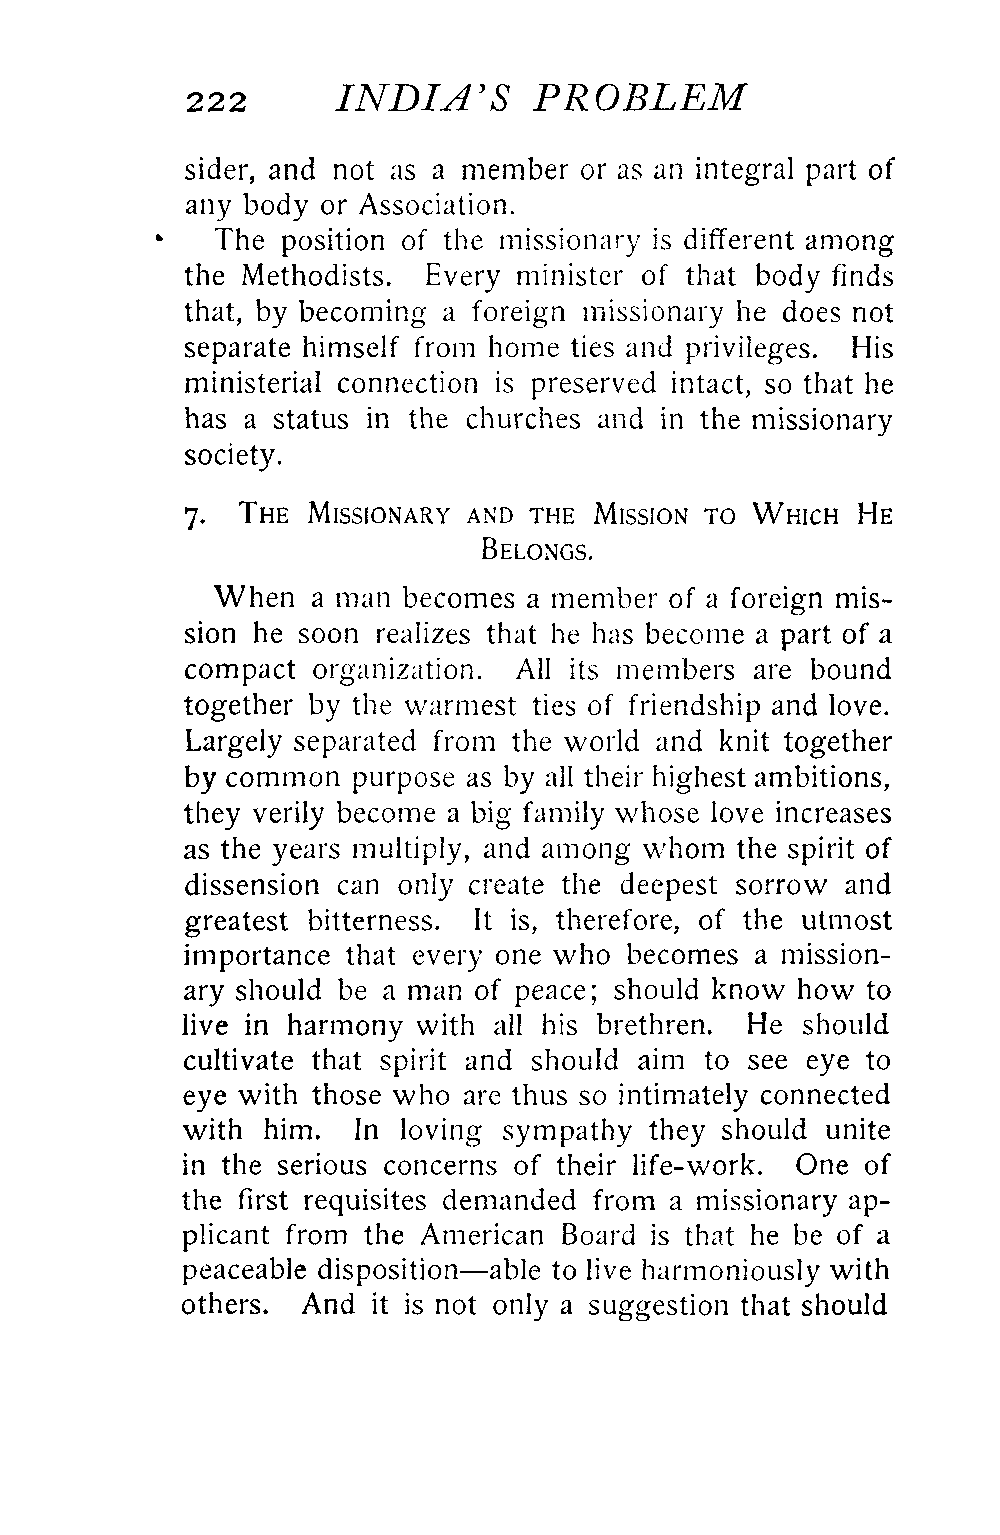 222 INDIA'S PROBLEM
sider, and not as a member or as an integral part of
any body or Association.
The position of the missionary is different among
the Methodists. Every minister of that body finds
that, by becoming a foreign missionary he does not
separate himself from home ties and privileges. His
ministerial connection is preserved intact, so that he
has a status in the churches and in the missionary
society.
7. The Missionary and the Mission to Which He
Belongs.
When a man becomes a member of a foreign mis-
sion he soon realizes that he has become a part of a
compact organization. All its members are bound
together by the warmest ties of friendship and love.
Largely separated from the world and knit together
by common purpose as by all their highest ambitions,
they verily become a big family whose love increases
as the years multiply, and among whom the spirit of
dissension can only create the deepest sorrow and
greatest bitterness. It is, therefore, of the utmost
importance that every one who becomes a mission-
ary should be a man of peace; should know how to
live in harmony with all his brethren. He should
cultivate that spirit and should aim to see eye to
eye with those who are thus so intimately connected
with him. In loving sympathy they should unite
in the serious concerns of their life-work. One of
the first requisites demanded from a missionary ap-
plicant from the American Board is that he be of a
peaceable disposition—able to live harmoniously with
others. And it is not only a suggestion that should